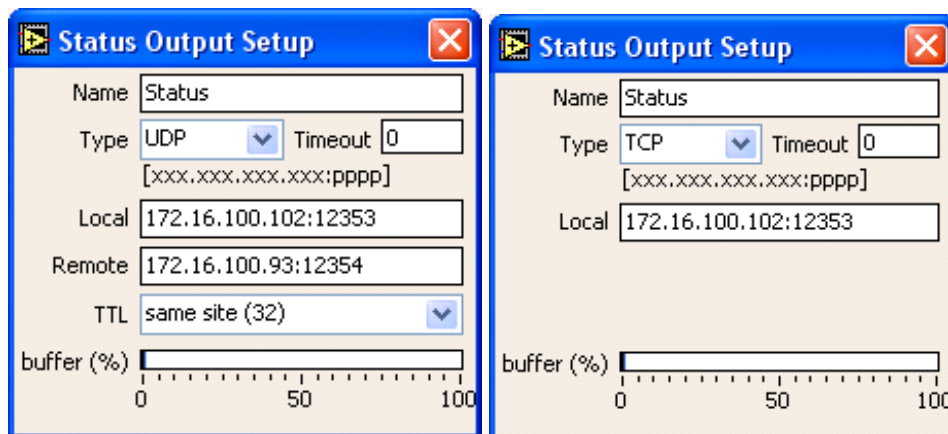 Status Output Setup
Name Status
Type UDP Timeout 0
[xxx.xxx.xxx.xxx:pppp]
Local 172.16.100.102:12353
Remote 172.16.100.93:12354
TTL same site (32)
buffer (%)
0 50 100
Status Output Setup
Name Status
Type TCP Timeout 0
[xxx.xxx.xxx.xxx:pppp]
Local 172.16.100.102:12353
buffer (%)
0 50 100